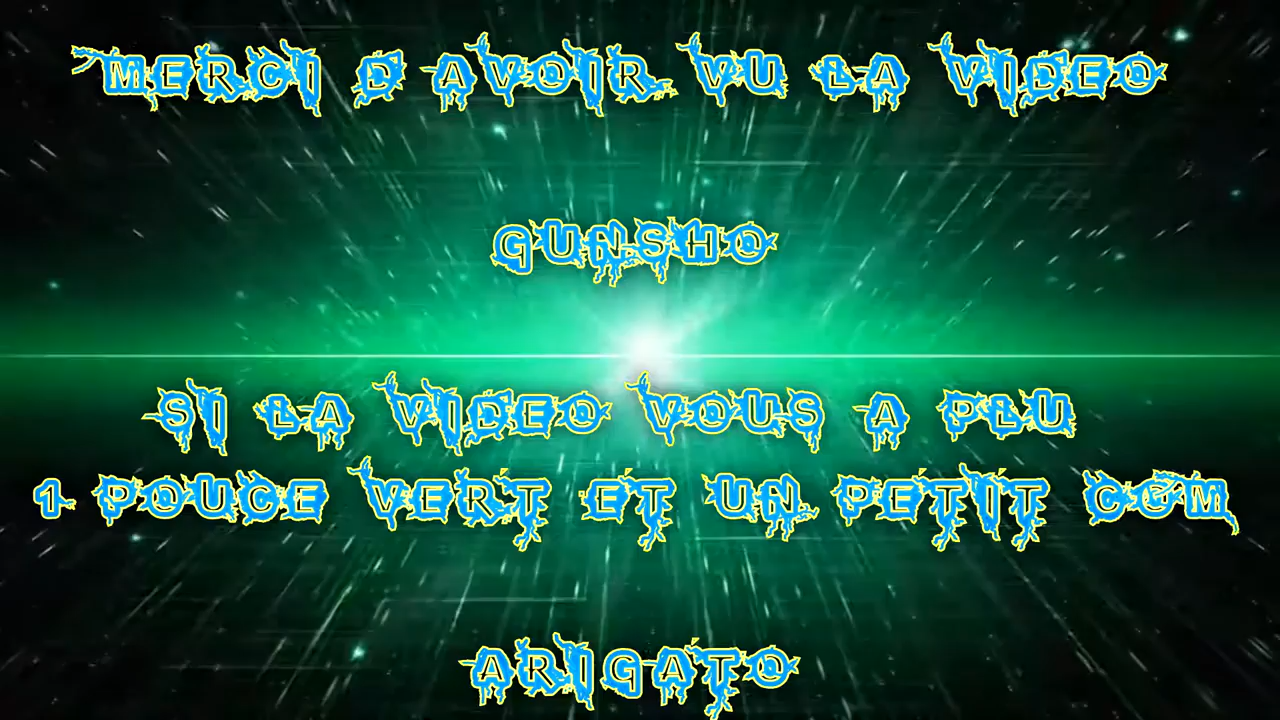 MERCI D AVOIR VU LA VIDEO
GUNSHO
SI LA VIDEO VOUS A PLU
1 POUCE VERT ET UN PETIT COM
ARIGATO